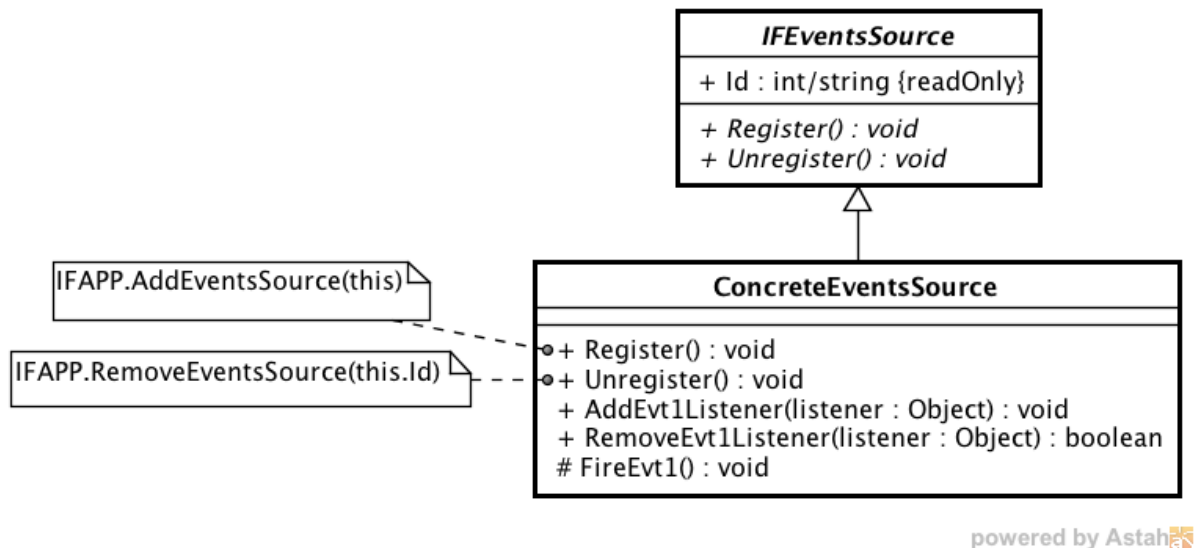 IFEventsSource
+ Id : int/string {readOnly}
+ Register() : void
+ Unregister() : void
IFAPP.AddEventsSource(this)
IFAPP.RemoveEventsSource(this.Id)
ConcreteEventsSource
+ Register() : void
+ Unregister() : void
+ AddEvt1Listener(listener : Object) : void
+ RemoveEvt1Listener(listener : Object) : boolean
# FireEvt1() : void
powered by Astah